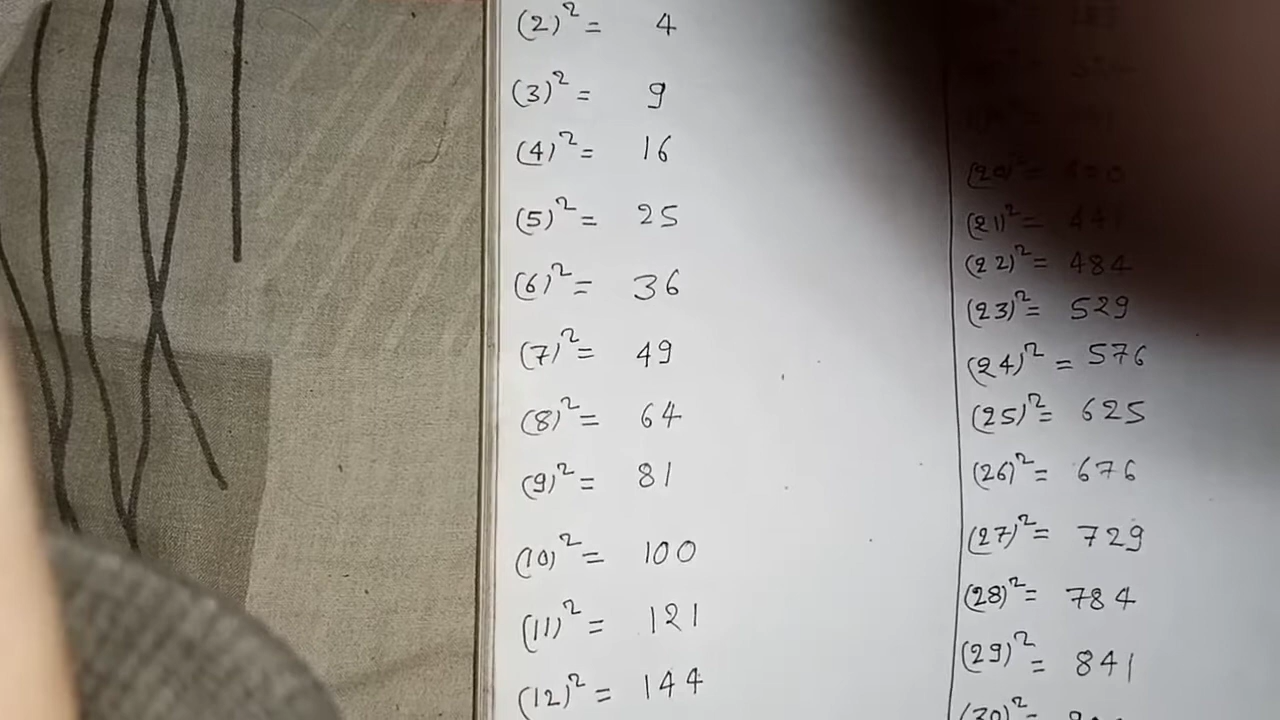 (2)² = 4
(3)² = 9
(4)² = 16
(5)² = 25
(6)² = 36
(7)² = 49
(8)² = 64
(9)² = 81
(10)² = 100
(11)² = 121
(12)² = 144
(21)² = 441
(22)² = 484
(23)² = 529
(24)² = 576
(25)² = 625
(26)² = 676
(27)² = 729
(28)² = 784
(29)² = 841
(30)² =